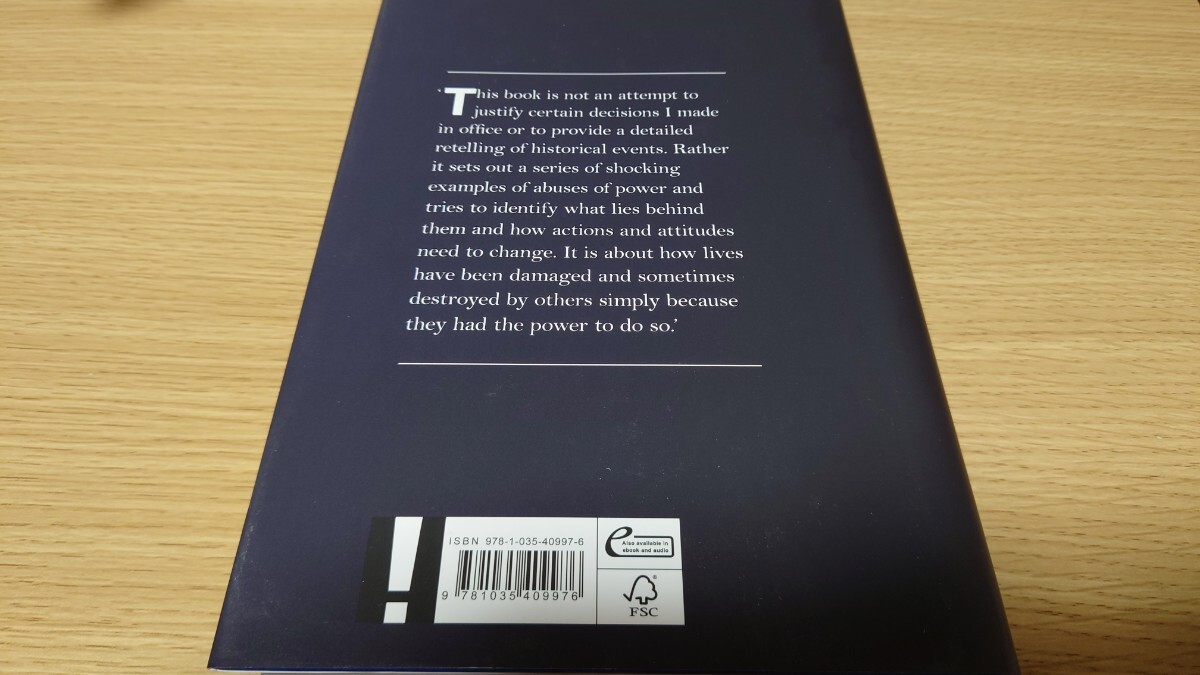 ‘This book is not an attempt to
justify certain decisions I made
in office or to provide a detailed
retelling of historical events. Rather
it sets out a series of shocking
examples of abuses of power and
tries to identify what lies behind
them and how actions and attitudes
need to change. It is about how lives
have been damaged and sometimes
destroyed by others simply because
they had the power to do so.’
!
ISBN 978-1-035-40997-6
9 781035 409976
e
Also available in
ebook and audio
®
FSC